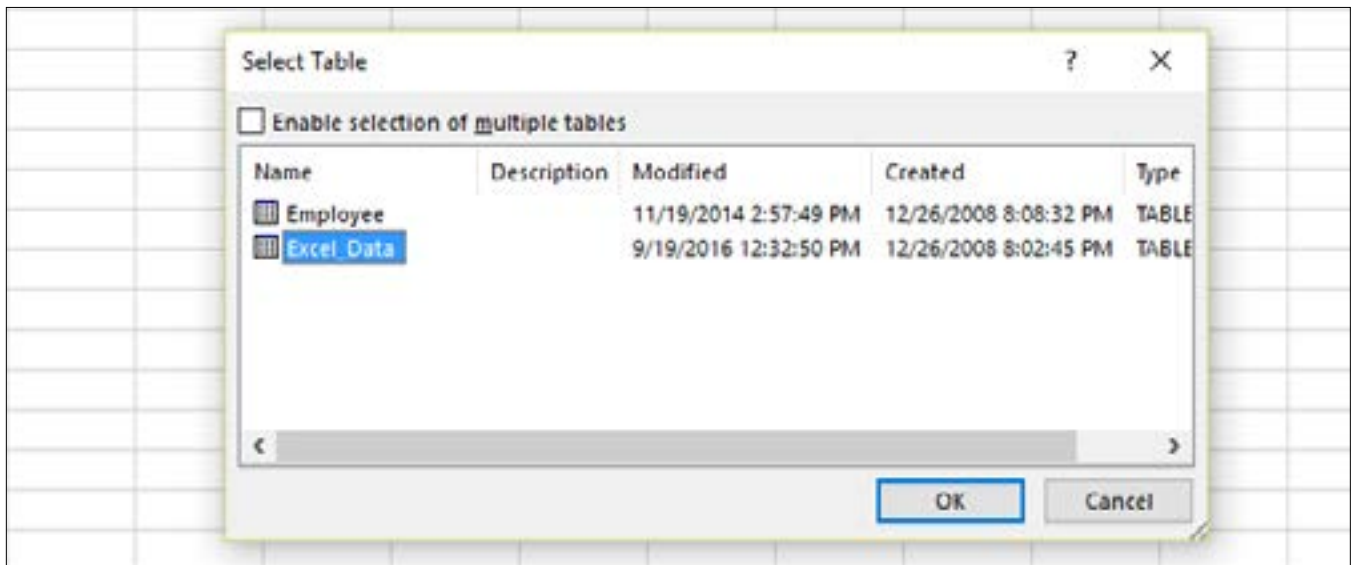 Select Table ?
Enable selection of multiple tables
Name Description Modified Created Type
Employee 11/19/2014 2:57:49 PM 12/26/2008 8:08:32 PM TABLE
Excel_Data 9/19/2016 12:32:50 PM 12/26/2008 8:02:45 PM TABLE
OK Cancel